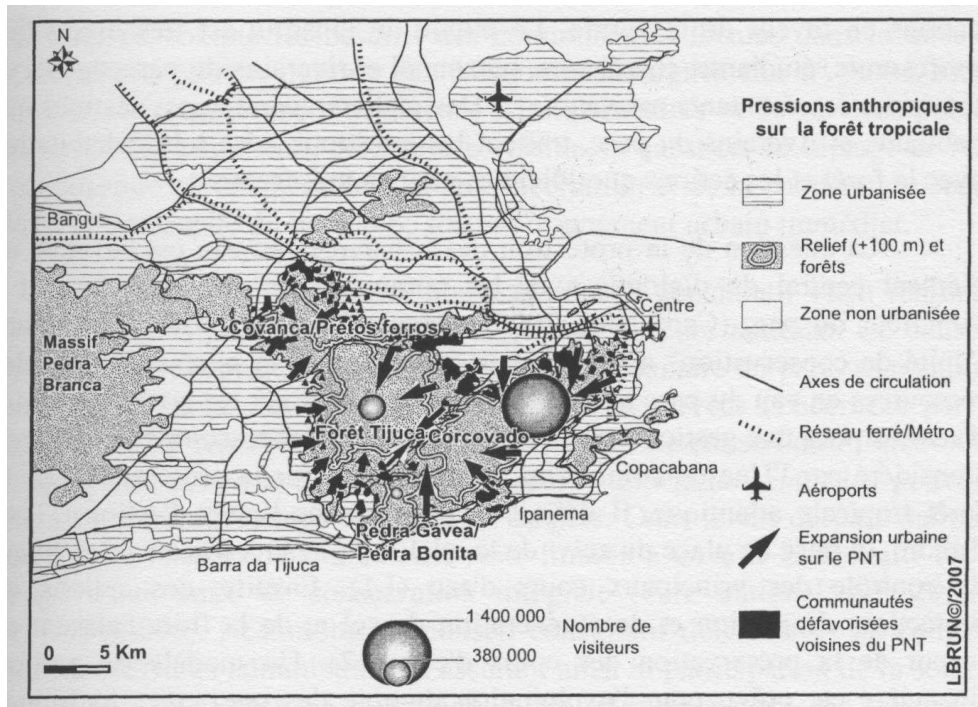 N
Bangu
Massif
Pedra
Branca
Covanca/Pretos forros
Centre
Forêt Tijuca
Corcovado
Copacabana
Ipanema
Pedra Gavea/
Pedra Bonita
Barra da Tijuca
0 5 Km
1 400 000
380 000
Nombre de
visiteurs
Pressions anthropiques
sur la forêt tropicale
Zone urbanisée
Relief (+100 m) et
forêts
Zone non urbanisée
Axes de circulation
Réseau ferré/Métro
Aéroports
Expansion urbaine
sur le PNT
Communautés
défavorisées
voisines du PNT
LBRUN©/2007